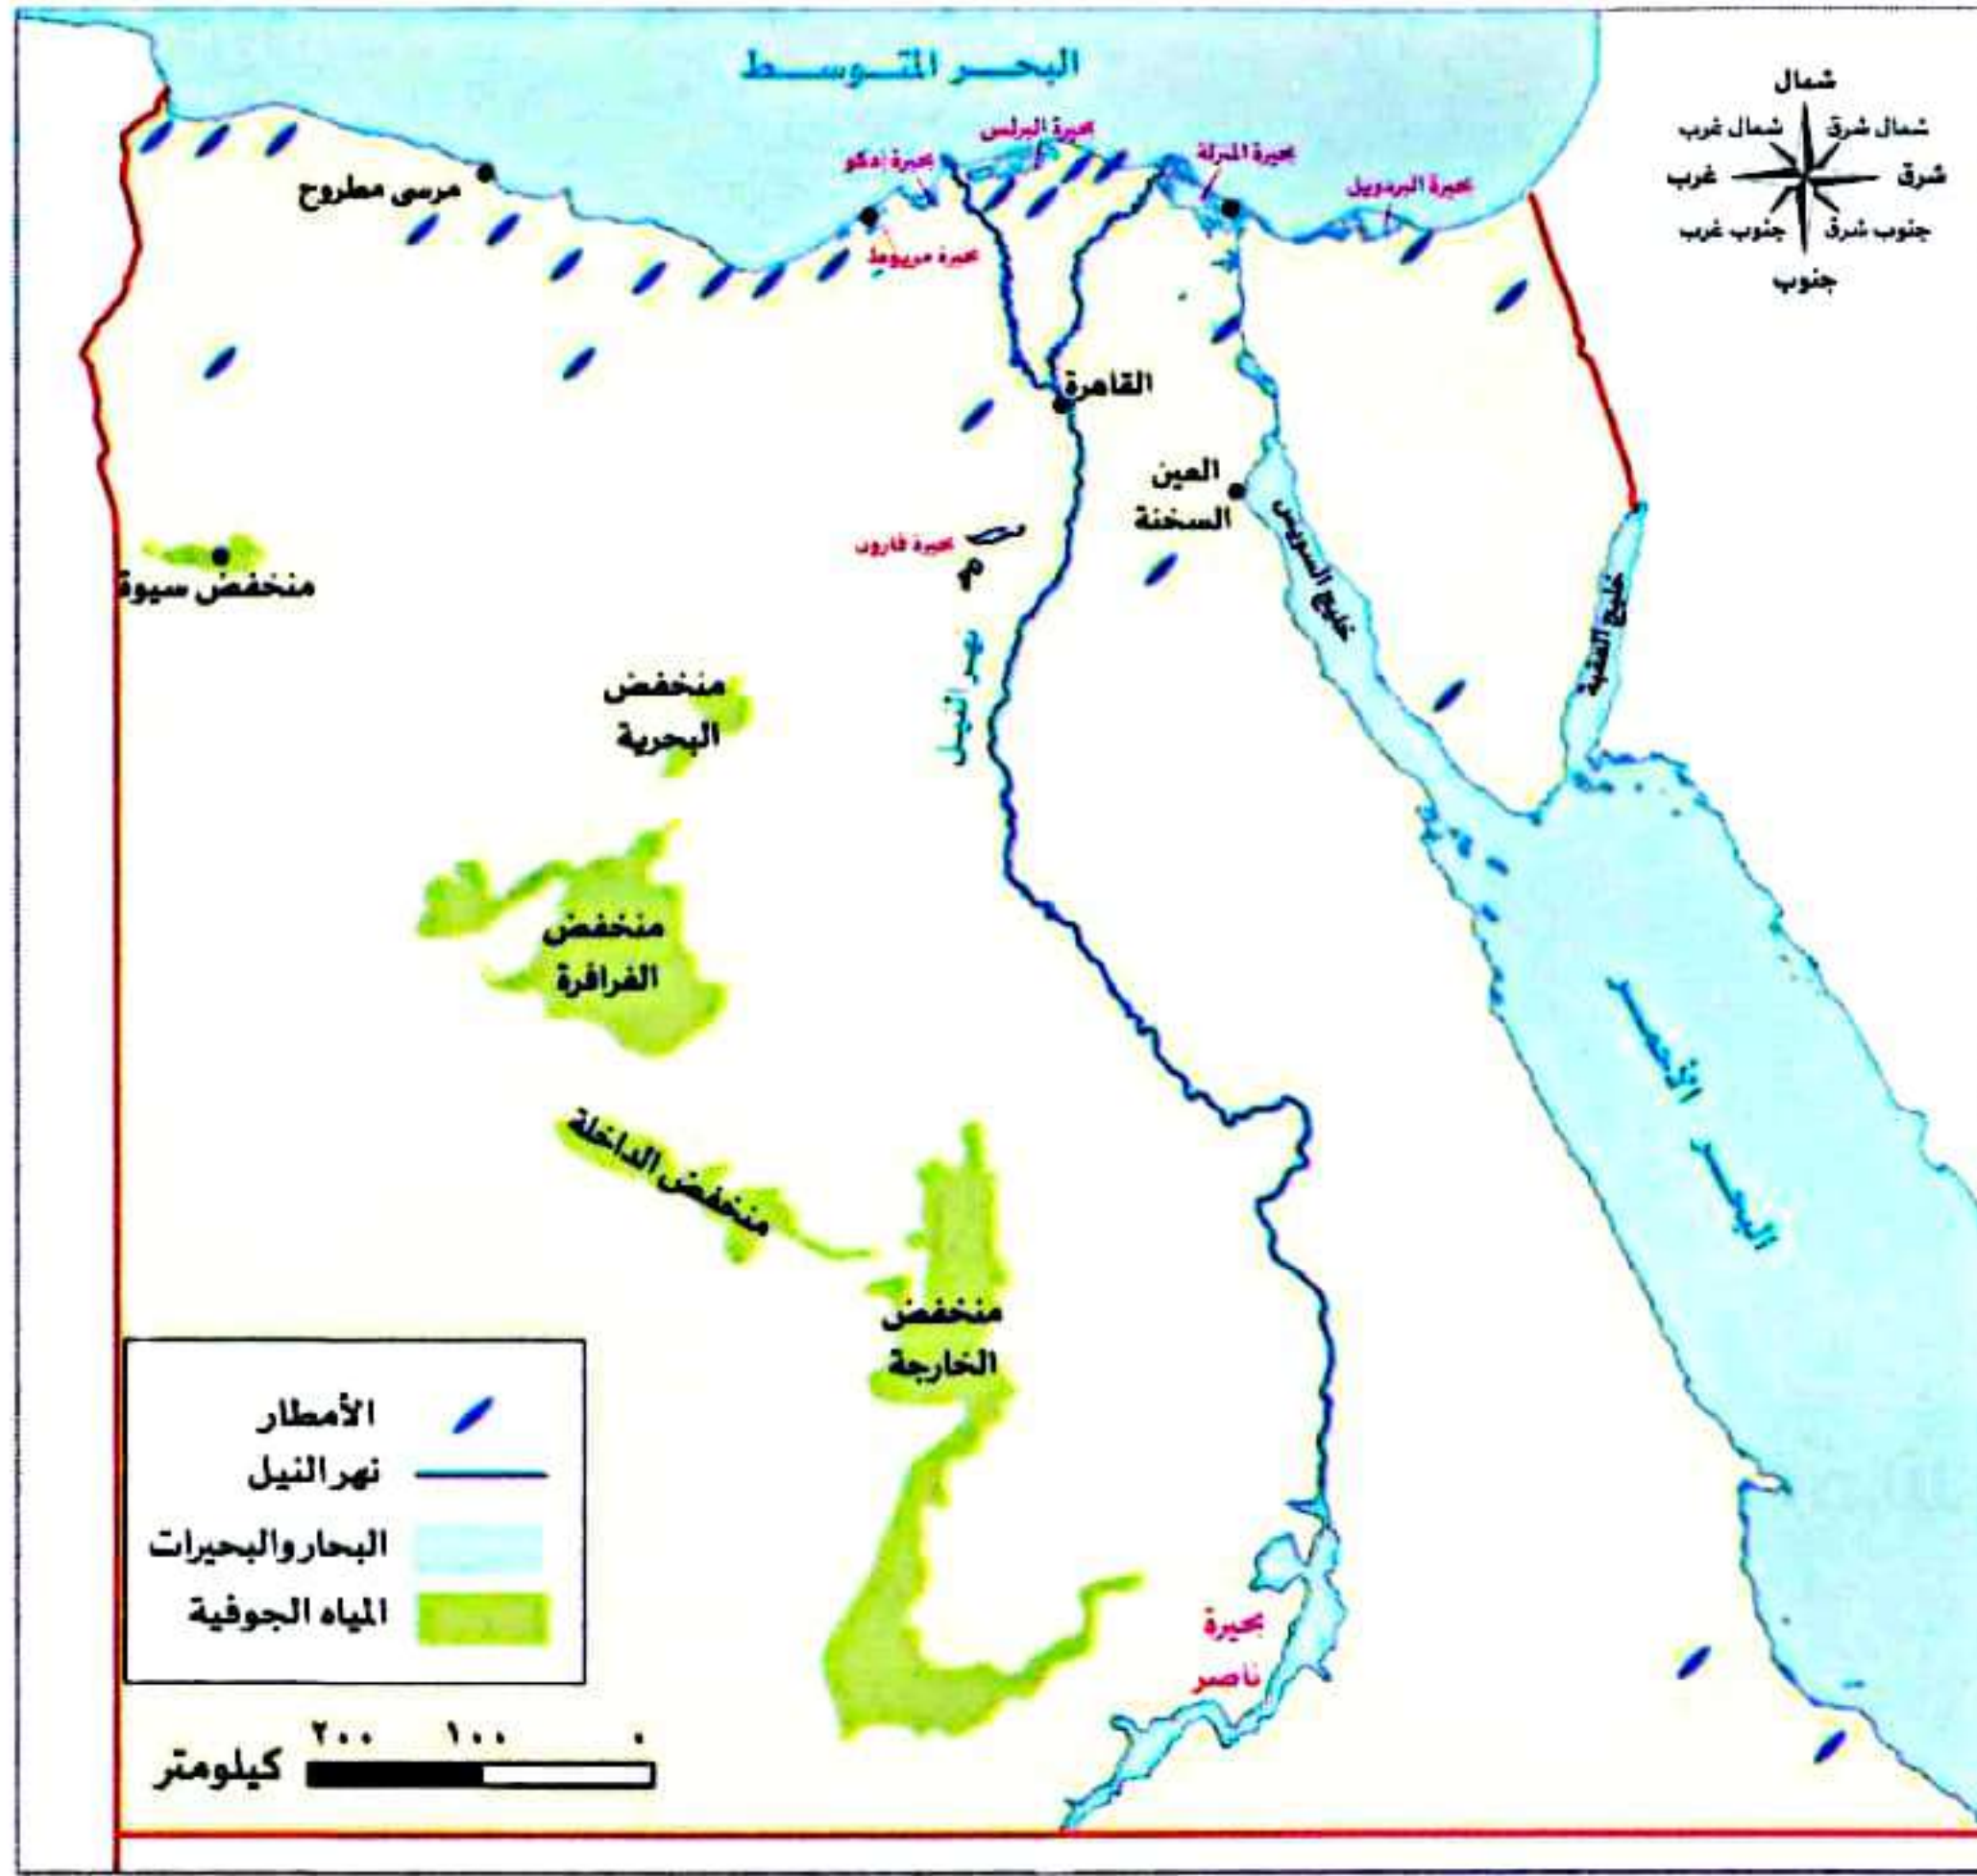 البحر المتوسط
شمال
شمال شرق
شمال غرب
شرق
غرب
جنوب شرق
جنوب غرب
جنوب
بحيرة البرلس
بحيرة المنزلة
بحيرة إدكو
بحيرة البردويل
مرسى مطروح
بحيرة مريوط
القاهرة
العين
السخنة
خليج السويس
خليج العقبة
بحيرة قارون
منخفض سيوة
نهر النيل
منخفض
البحرية
منخفض
الفرافرة
البحر الأحمر
منخفض الداخلة
منخفض
الخارجة
بحيرة
ناصر
الأمطار
نهر النيل
البحار والبحيرات
المياه الجوفية
٢٠٠ ١٠٠ ٠
كيلومتر